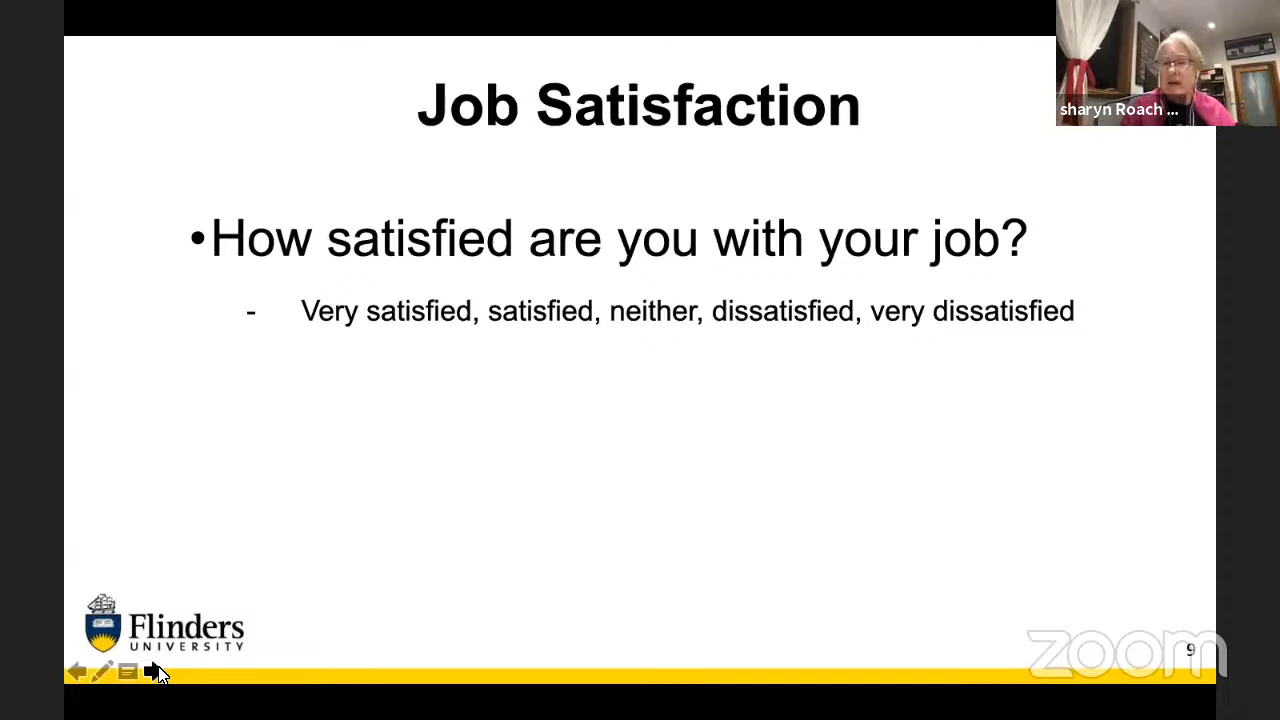 Job Satisfaction
sharyn Roach ...
•How satisfied are you with your job?
- Very satisfied, satisfied, neither, dissatisfied, very dissatisfied
Flinders
UNIVERSITY
zoom
9